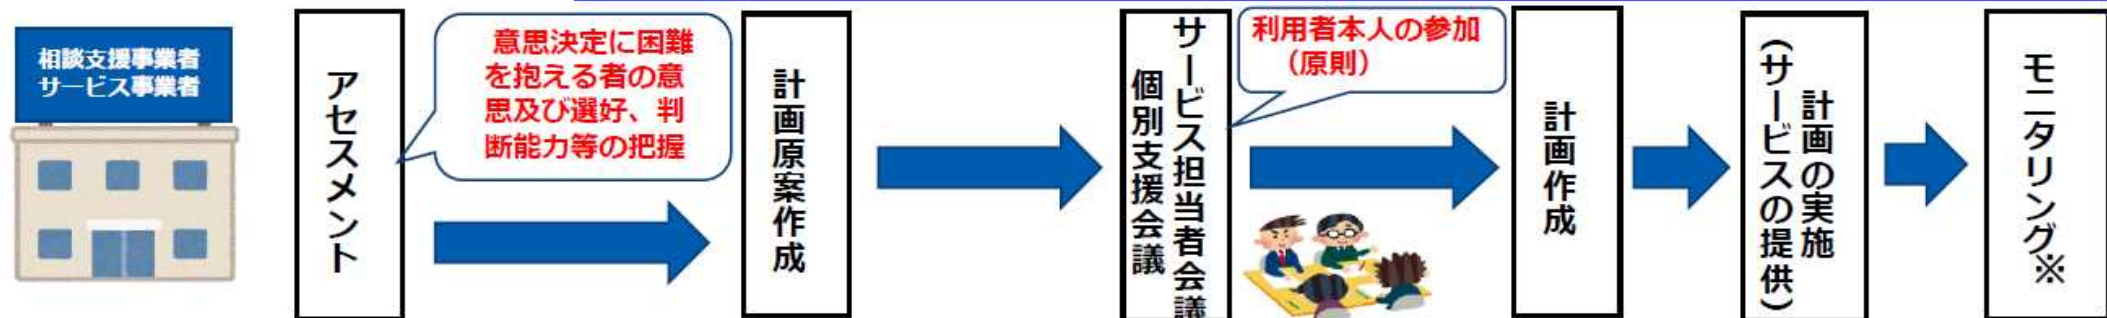 相談支援事業者
サービス事業者
アセスメント
意思決定に困難
を抱える者の意
思及び選好、判
断能力等の把握
計画原案作成
サービス担当者会議
個別支援会議
利用者本人の参加
（原則）
計画作成
計画の実施
（サービスの提供）
モニタリング※